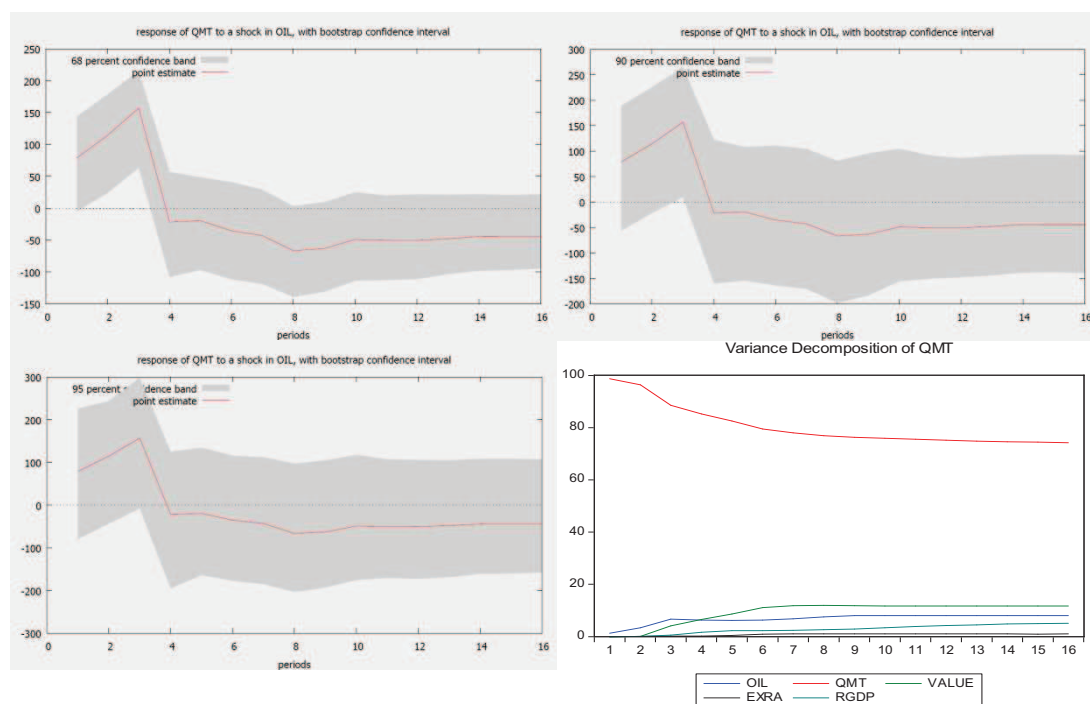 response of QMT to a shock in OIL, with bootstrap confidence interval
250
200
150
100
50
0
-50
-100
-150
68 percent confidence band
point estimate
0 2 4 6 8 10 12 14 16
periods
response of QMT to a shock in OIL, with bootstrap confidence interval
300
250
200
150
100
50
0
-50
-100
-150
-200
90 percent confidence band
point estimate
0 2 4 6 8 10 12 14 16
periods
response of QMT to a shock in OIL, with bootstrap confidence interval
300
200
100
0
-100
-200
-300
95 percent confidence band
point estimate
0 2 4 6 8 10 12 14 16
periods
Variance Decomposition of QMT
100
80
60
40
20
0
1 2 3 4 5 6 7 8 9 10 11 12 13 14 15 16
OIL QMT VALUE
EXRA RGDP